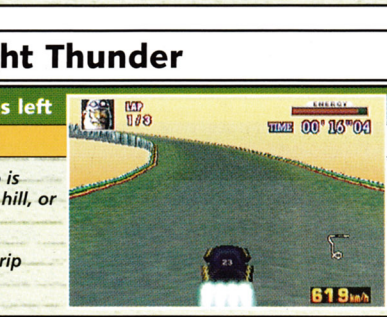 ht Thunder
s left
is
hill, or
rip
LAP
1/3
ENERGY
TIME 00'16"04
23
619km/h